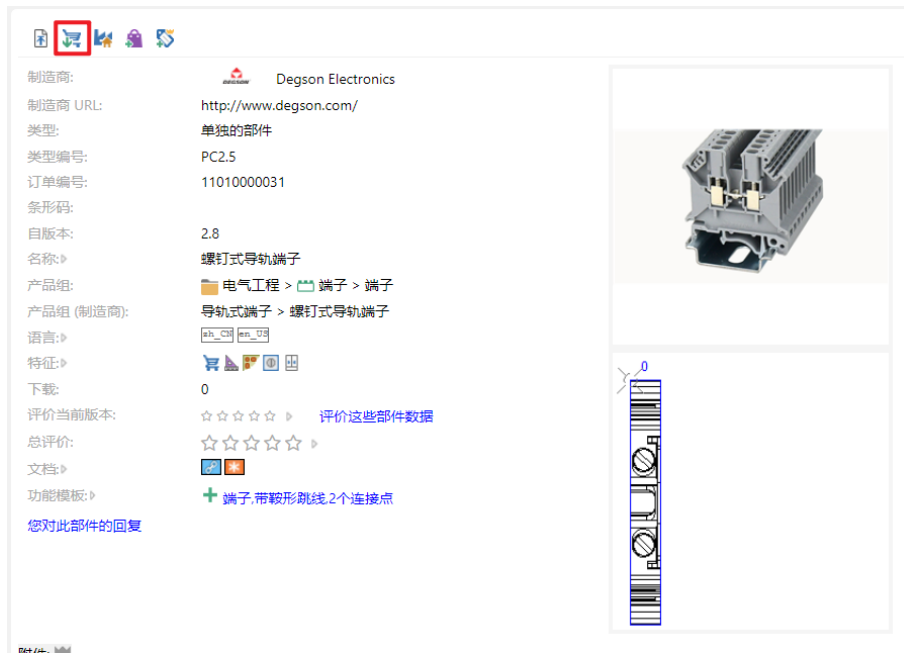 制造商:
DEGSON Degson Electronics
制造商 URL: http://www.degson.com/
类型: 单独的部件
类型编号: PC2.5
订单编号: 11010000031
条形码:
自版本: 2.8
名称: 螺钉式导轨端子
产品组: 电气工程 > 端子 > 端子
产品组 (制造商): 导轨式端子 > 螺钉式导轨端子
语言: zh_CN en_US
特征:
下载: 0
评价当前版本: 评价这些部件数据
总评价:
文档:
功能模板: 端子,带鞍形跳线,2个连接点
您对此部件的回复
0
附件: